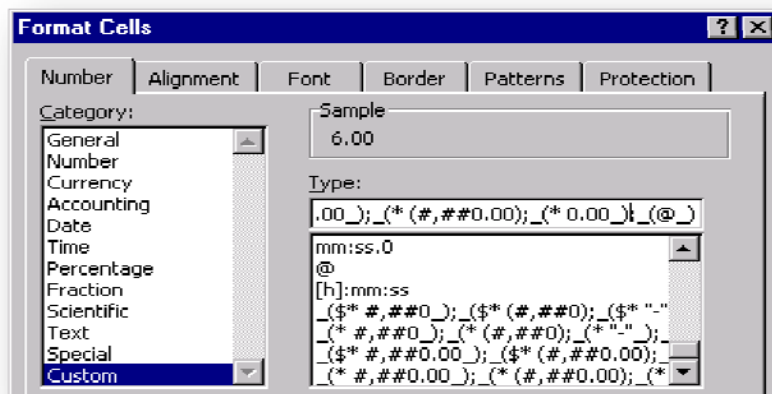 Format Cells
Number Alignment Font Border Patterns Protection
Category:
General
Number
Currency
Accounting
Date
Time
Percentage
Fraction
Scientific
Text
Special
Custom
Sample
6.00
Type:
.00_);_(* (#,##0.00);_(* 0.00_);_(@_)
mm:ss.0
@
[h]:mm:ss
_($* #,##0_);_($* (#,##0);_($* "-"
_(* #,##0_);_(* (#,##0);_(* "-"_);_
_($* #,##0.00_);_($* (#,##0.00);_
_(* #,##0.00_);_(* (#,##0.00);_(*